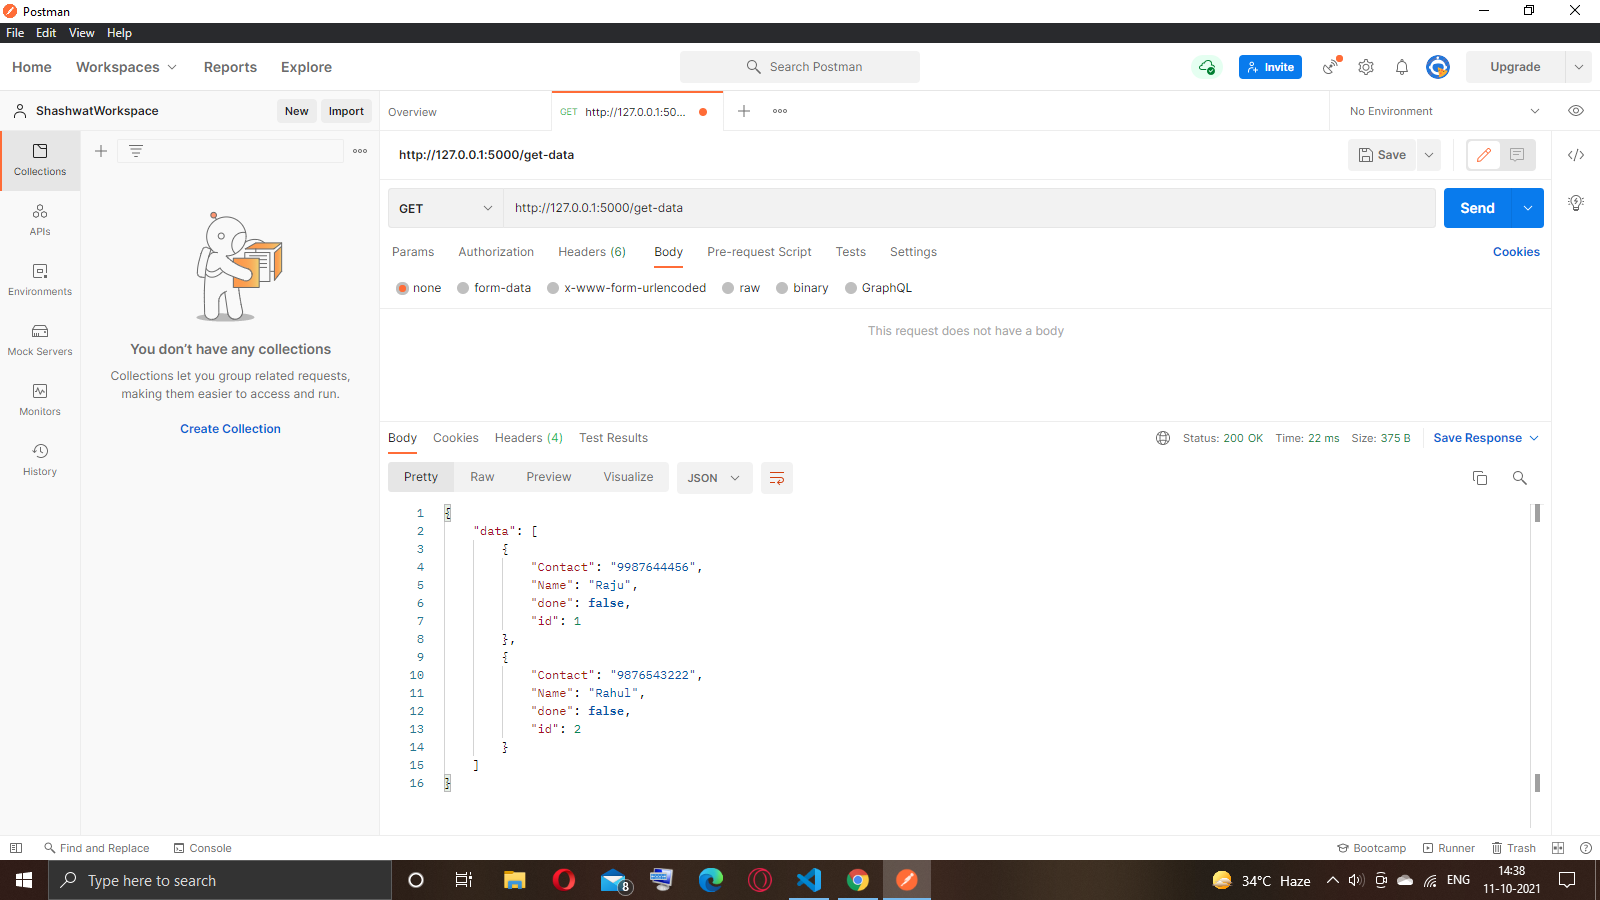 Postman
File Edit View Help
Home Workspaces Reports Explore Search Postman Invite Upgrade
ShashwatWorkspace New Import Overview GET http://127.0.0.1:50... No Environment
Collections
http://127.0.0.1:5000/get-data Save
GET http://127.0.0.1:5000/get-data Send
APIs
Params Authorization Headers (6) Body Pre-request Script Tests Settings Cookies
none form-data x-www-form-urlencoded raw binary GraphQL
Environments
This request does not have a body
Mock Servers
You don't have any collections
Collections let you group related requests,
making them easier to access and run.
Monitors
Create Collection
Body Cookies Headers (4) Test Results Status: 200 OK Time: 22 ms Size: 375 B Save Response
History
Pretty Raw Preview Visualize JSON
1 {
2 "data": [
3 {
4 "Contact": "9987644456",
5 "Name": "Raju",
6 "done": false,
7 "id": 1
8 },
9 {
10 "Contact": "9876543222",
11 "Name": "Rahul",
12 "done": false,
13 "id": 2
14 }
15 ]
16 }
Find and Replace Console Bootcamp Runner Trash
Type here to search 8 34°C Haze ENG 14:38
11-10-2021